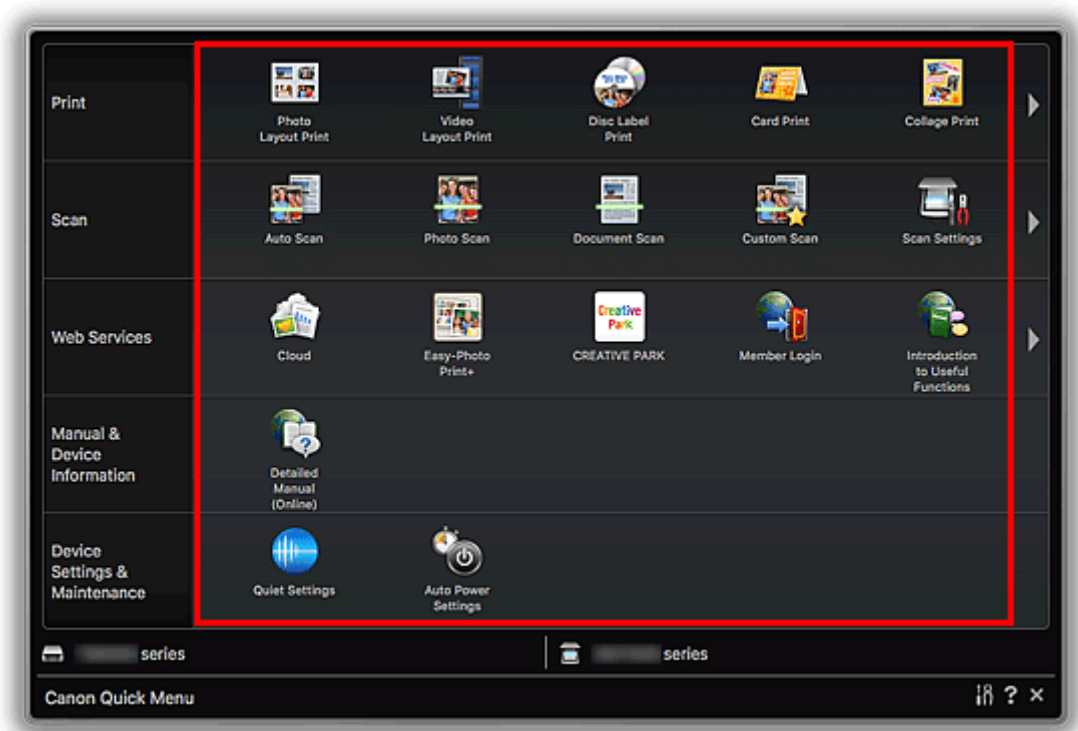 Print
Photo
Layout Print
Video
Layout Print
Disc Label
Print
Card Print
Collage Print
Scan
Auto Scan
Photo Scan
Document Scan
Custom Scan
Scan Settings
Web Services
Cloud
Easy-Photo
Print+
Creative
Park
CREATIVE PARK
Member Login
Introduction
to Useful
Functions
Manual &
Device
Information
Detailed
Manual
(Online)
Device
Settings &
Maintenance
Quiet Settings
Auto Power
Settings
series
series
Canon Quick Menu